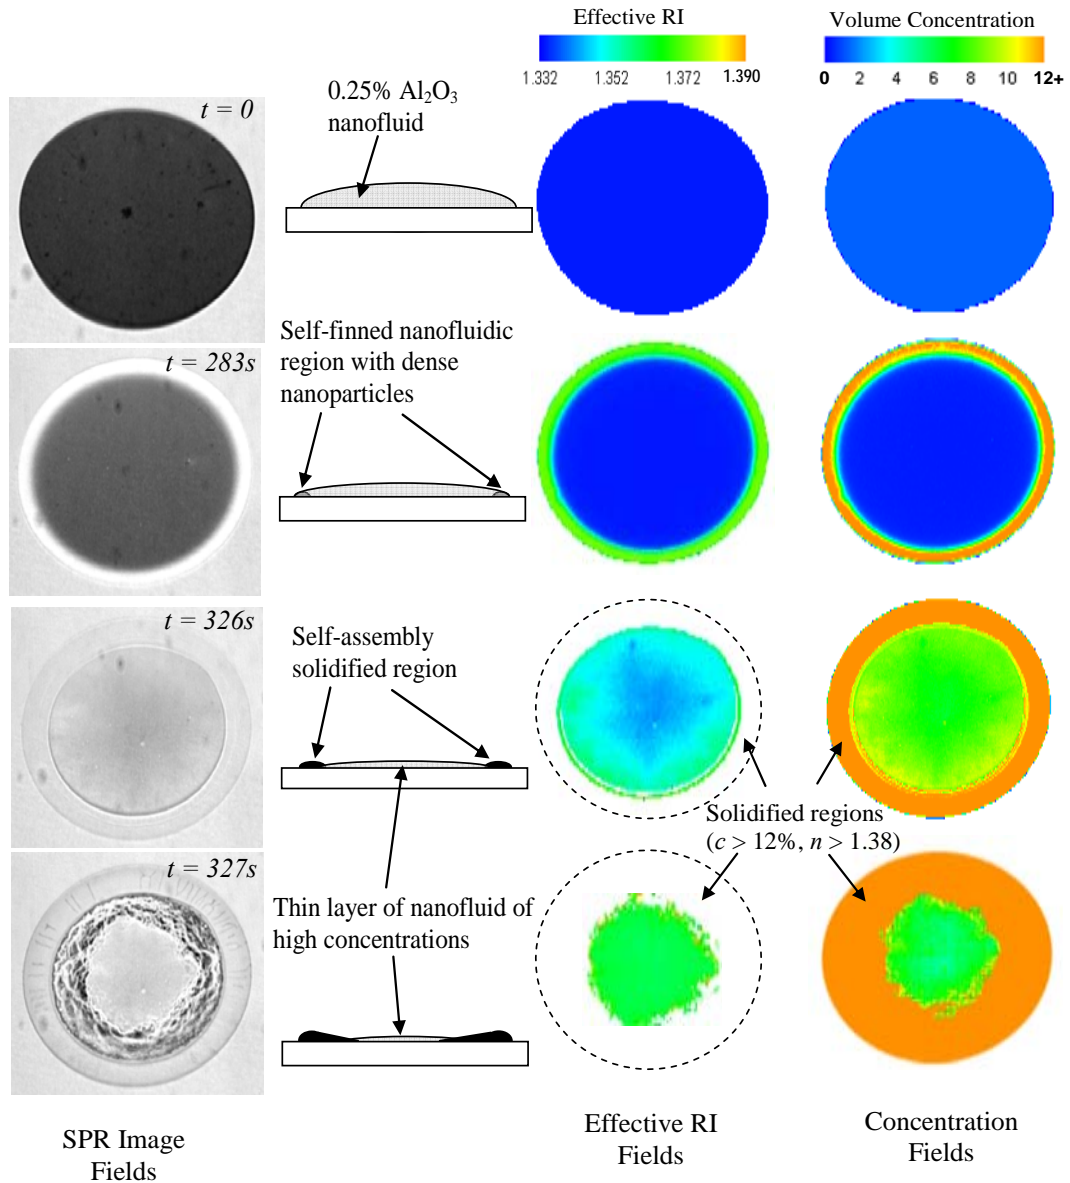 Effective RI
Volume Concentration
1.332 1.352 1.372 1.390
0 2 4 6 8 10 12+
t = 0
0.25% Al₂O₃
nanofluid
t = 283s
Self-finned nanofluidic
region with dense
nanoparticles
t = 326s
Self-assembly
solidified region
Solidified regions
(c > 12%, n > 1.38)
t = 327s
Thin layer of nanofluid of
high concentrations
SPR Image
Fields
Effective RI
Fields
Concentration
Fields